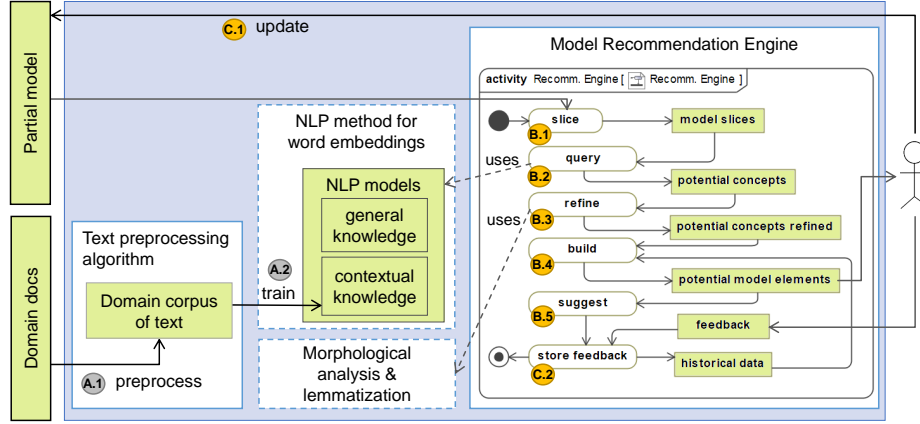 Partial model
Domain docs
C.1 update
Text preprocessing
algorithm
Domain corpus
of text
A.1 preprocess
A.2
train
NLP method for
word embeddings
NLP models
general
knowledge
contextual
knowledge
Morphological
analysis &
lemmatization
uses
uses
Model Recommendation Engine
activity Recomm. Engine [ Recomm. Engine ]
slice
B.1
model slices
query
B.2
potential concepts
refine
B.3
potential concepts refined
build
B.4
potential model elements
suggest
B.5
feedback
store feedback
C.2
historical data